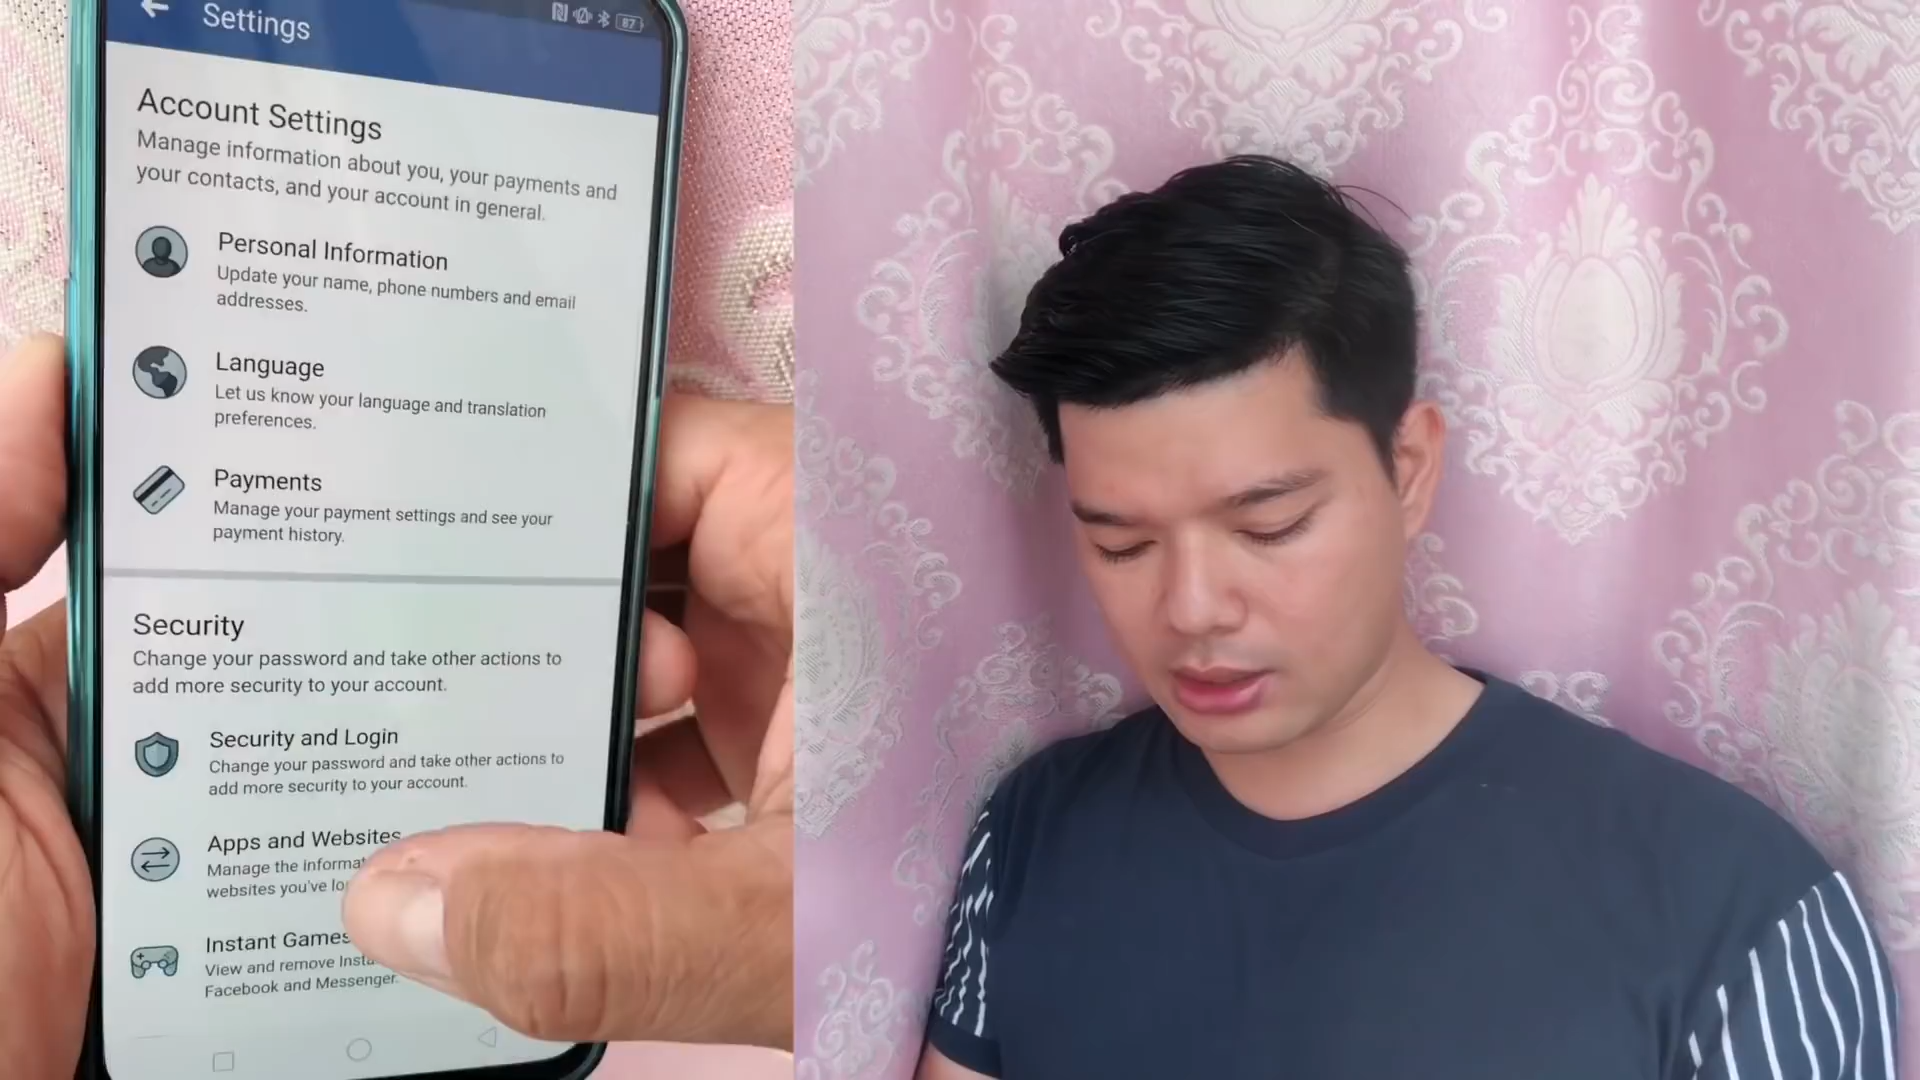 Settings
87
Account Settings
Manage information about you, your payments and
your contacts, and your account in general.
Personal Information
Update your name, phone numbers and email
addresses.
Language
Let us know your language and translation
preferences.
Payments
Manage your payment settings and see your
payment history.
Security
Change your password and take other actions to
add more security to your account.
Security and Login
Change your password and take other actions to
add more security to your account.
Apps and Websites
Manage the
websites you've
Instant Games
View and remove
Facebook and Messenger.